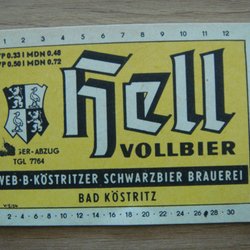 1 2 3 4 5 6 7 8 9 10 11 12
VP 0.33 I MDN 0.48
VP 0.50 I MDN 0.72
Hell
VOLLBIER
GER-ABZUG
TGL 7764
VEB·B·KÖSTRITZER SCHWARZBIER BRAUEREI
BAD KÖSTRITZ
2 4 6 8 10 12 14 16 18 20 22 24 26 28 30